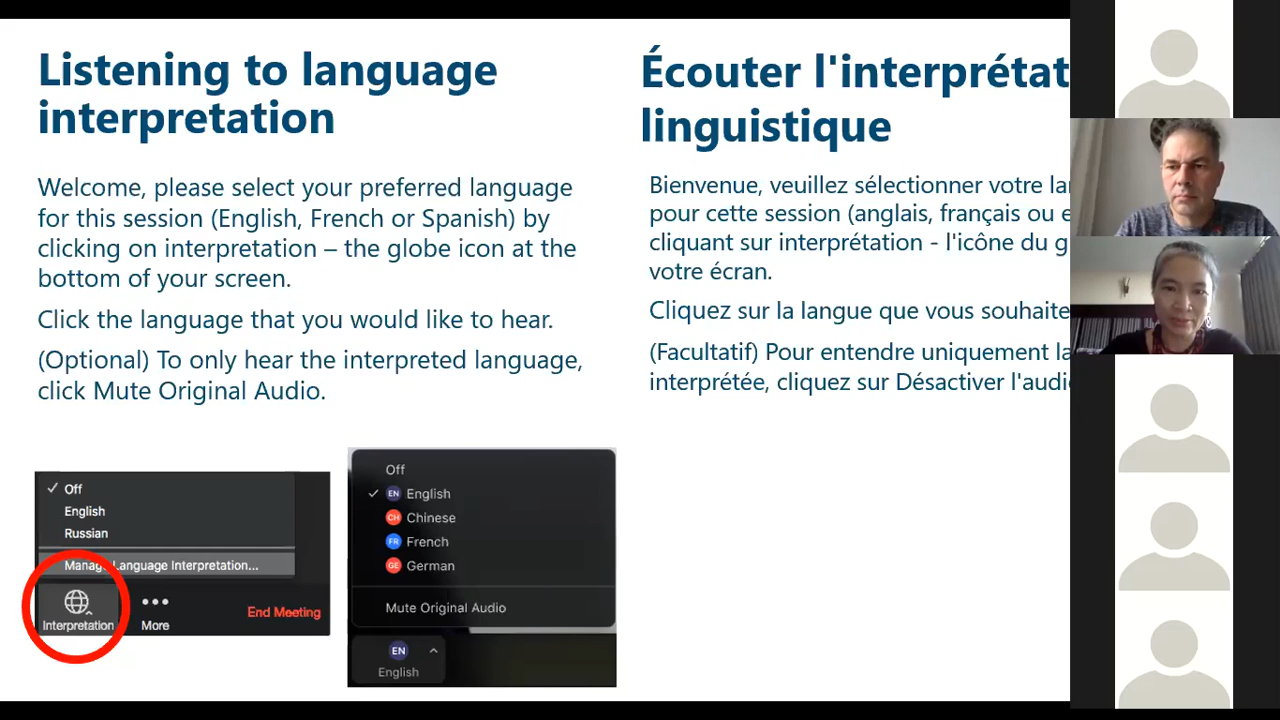 Listening to language
interpretation
Welcome, please select your preferred language
for this session (English, French or Spanish) by
clicking on interpretation – the globe icon at the
bottom of your screen.
Click the language that you would like to hear.
(Optional) To only hear the interpreted language,
click Mute Original Audio.
Off
English
Russian
Manage Language Interpretation...
Interpretation
More
End Meeting
Off
EN English
CH Chinese
FR French
GE German
Mute Original Audio
EN
English
Écouter l'interprétat
linguistique
Bienvenue, veuillez sélectionner votre la
pour cette session (anglais, français ou e
cliquant sur interprétation - l'icône du g
votre écran.
Cliquez sur la langue que vous souhaite
(Facultatif) Pour entendre uniquement la
interprétée, cliquez sur Désactiver l'audi